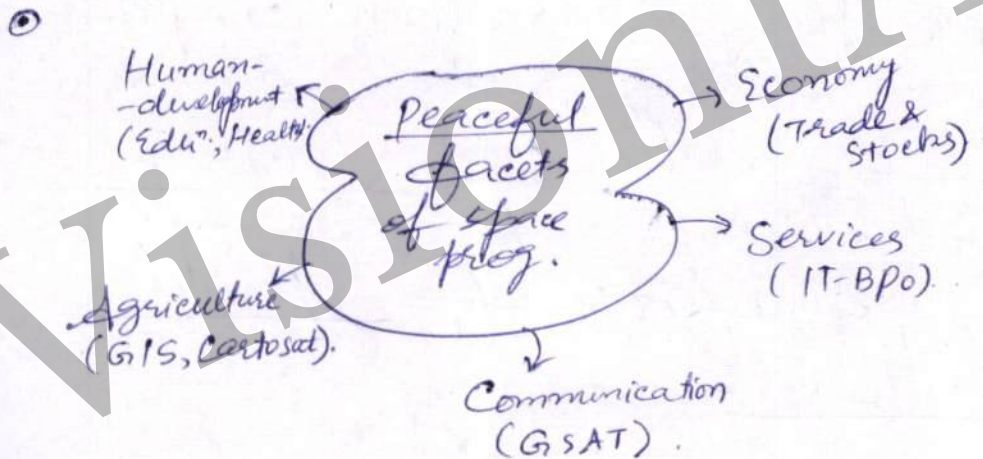 Human-
-development
(Eduⁿ, Health)
Peaceful
facets
of space
prog.
Economy
(Trade &
Stocks)
Services
(IT-BPO).
Agriculture
(GIS, Cartosat).
Communication
(GSAT).